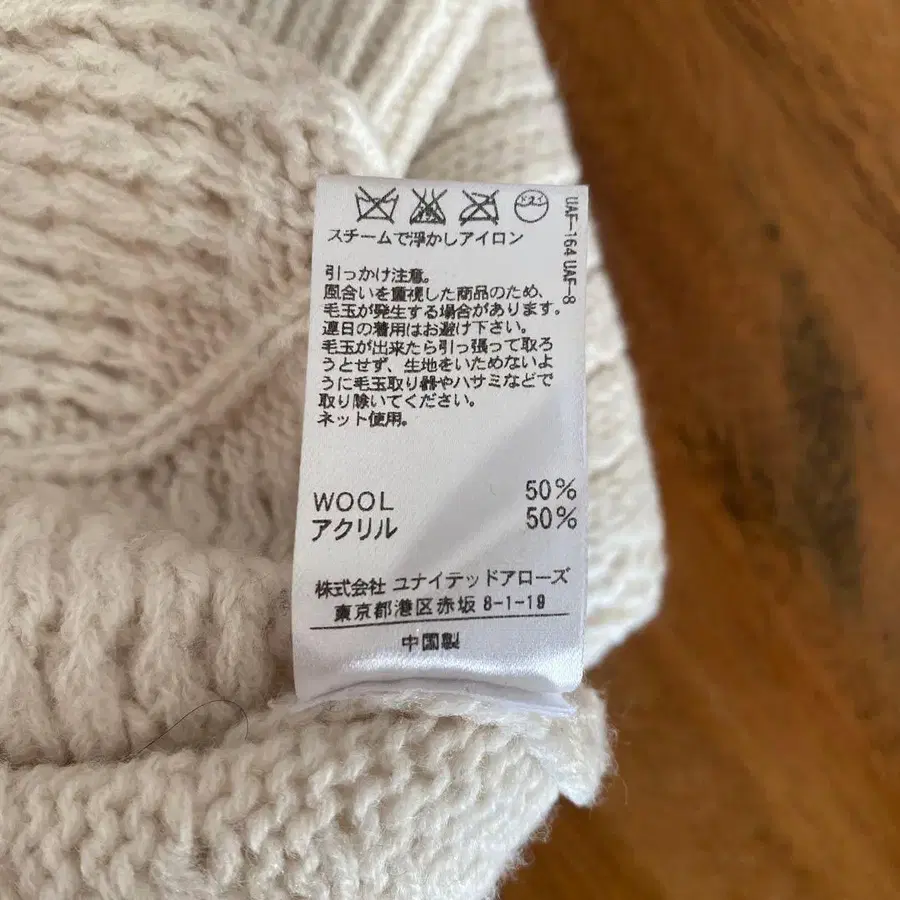 ドライ
スチームで浮かしアイロン
UAF-164 UAF-8
引っかけ注意。
風合いを重視した商品のため、
毛玉が発生する場合があります。
連日の着用はお避け下さい。
毛玉が出来たら引っ張って取ろ
うとせず、生地をいためないよ
うに毛玉取り器やハサミなどで
取り除いてください。
ネット使用。
WOOL 50%
アクリル 50%
株式会社 ユナイテッドアローズ
東京都港区赤坂 8-1-19
中国製